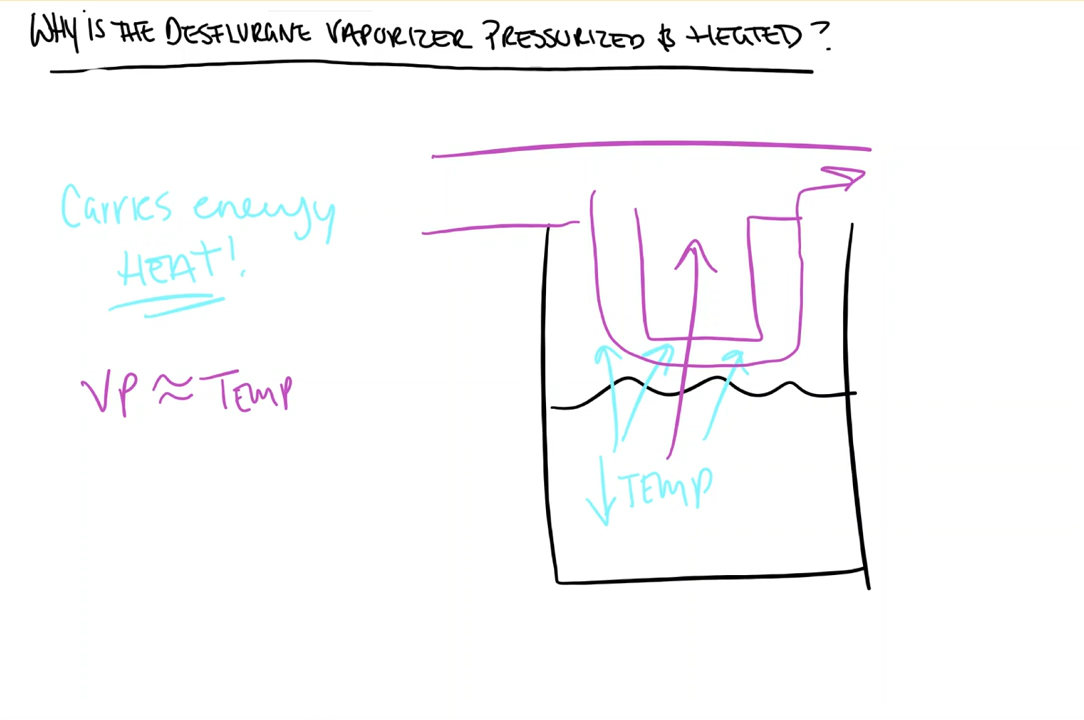 WHY IS THE DESFLURANE VAPORIZER PRESSURIZED & HEATED?
Carries energy
HEAT!
VP ≈ TEMP
↓ TEMP